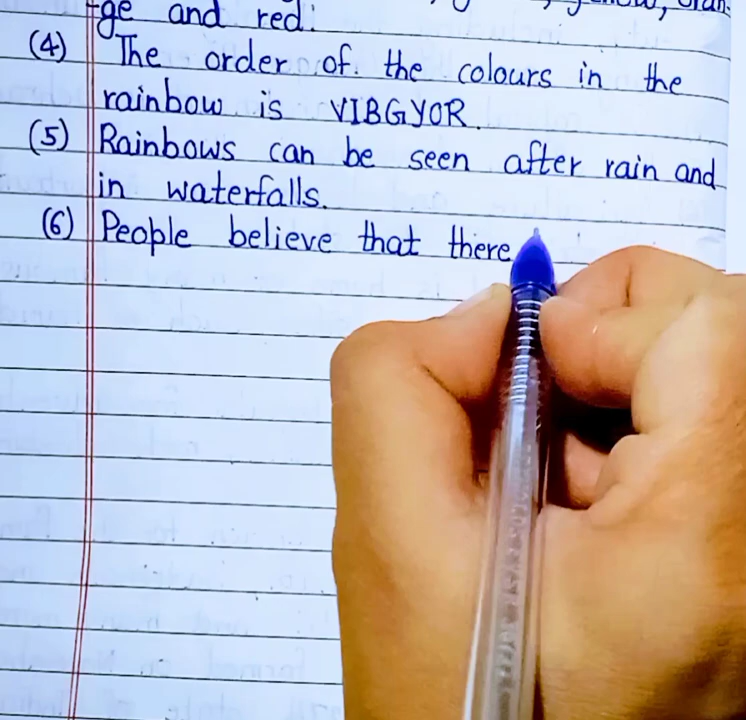 ge and red.
(4) The order of the colours in the
rainbow is VIBGYOR.
(5) Rainbows can be seen after rain and
in waterfalls.
(6) People believe that there